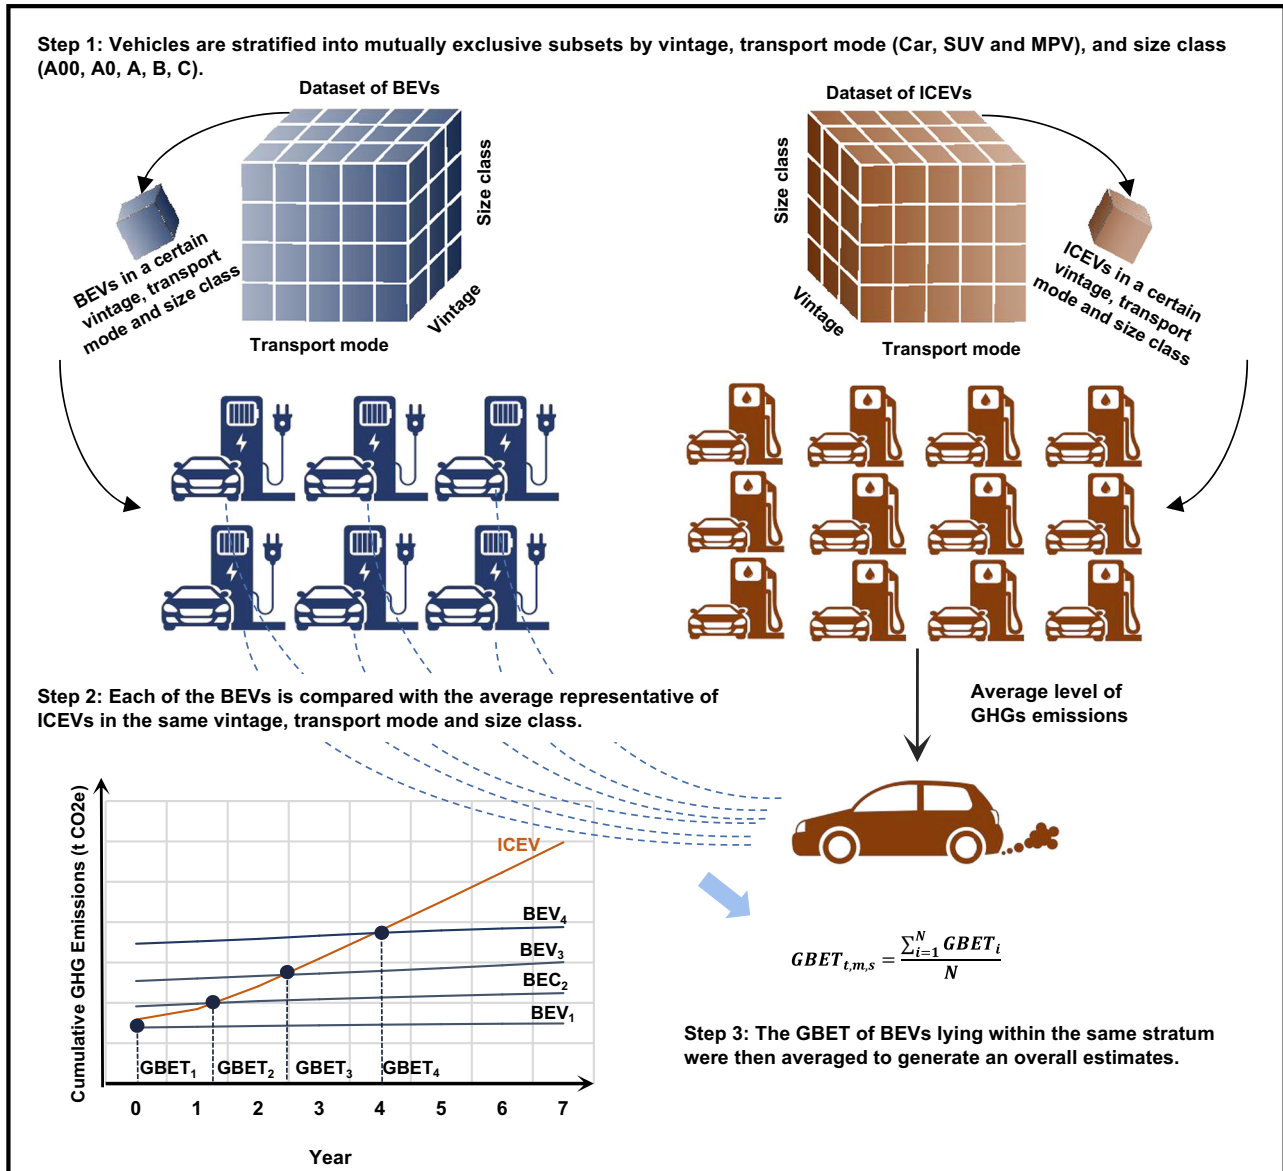 Step 1: Vehicles are stratified into mutually exclusive subsets by vintage, transport mode (Car, SUV and MPV), and size class
(A00, A0, A, B, C).
Dataset of BEVs
Size class
Vintage
Transport mode
BEVs in a certain
vintage, transport
mode and size class
Dataset of ICEVs
Size class
Vintage
Transport mode
ICEVs in a certain
vintage, transport
mode and size class
Step 2: Each of the BEVs is compared with the average representative of
ICEVs in the same vintage, transport mode and size class.
Average level of
GHGs emissions
Cumulative GHG Emissions (t CO2e)
ICEV
BEV₄
BEV₃
BEC₂
BEV₁
GBET₁ GBET₂ GBET₃ GBET₄
0 1 2 3 4 5 6 7
Year
GBET_{t,m,s} = \frac{\sum_{i=1}^{N} GBET_i}{N}
Step 3: The GBET of BEVs lying within the same stratum
were then averaged to generate an overall estimates.